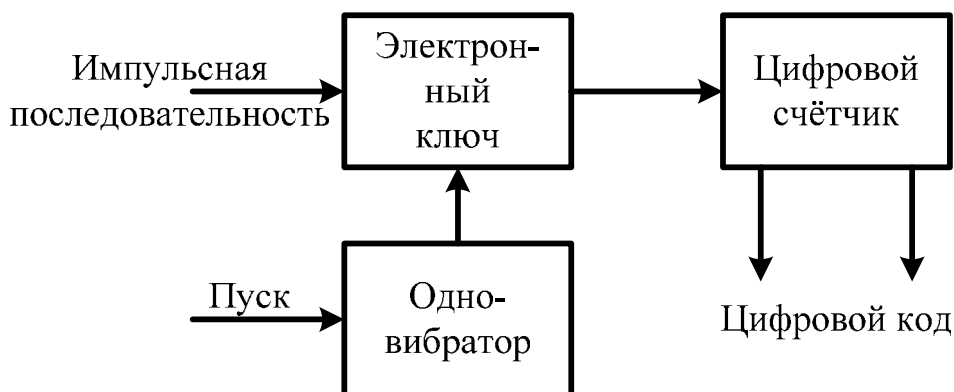 Импульсная
последовательность
Электрон-
ный
ключ
Цифровой
счётчик
Пуск
Одно-
вибратор
Цифровой код